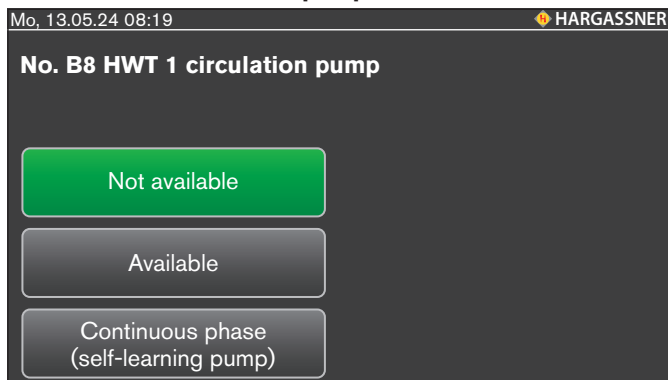 Mo, 13.05.24 08:19 HARGASSNER
No. B8 HWT 1 circulation pump
Not available
Available
Continuous phase
(self-learning pump)